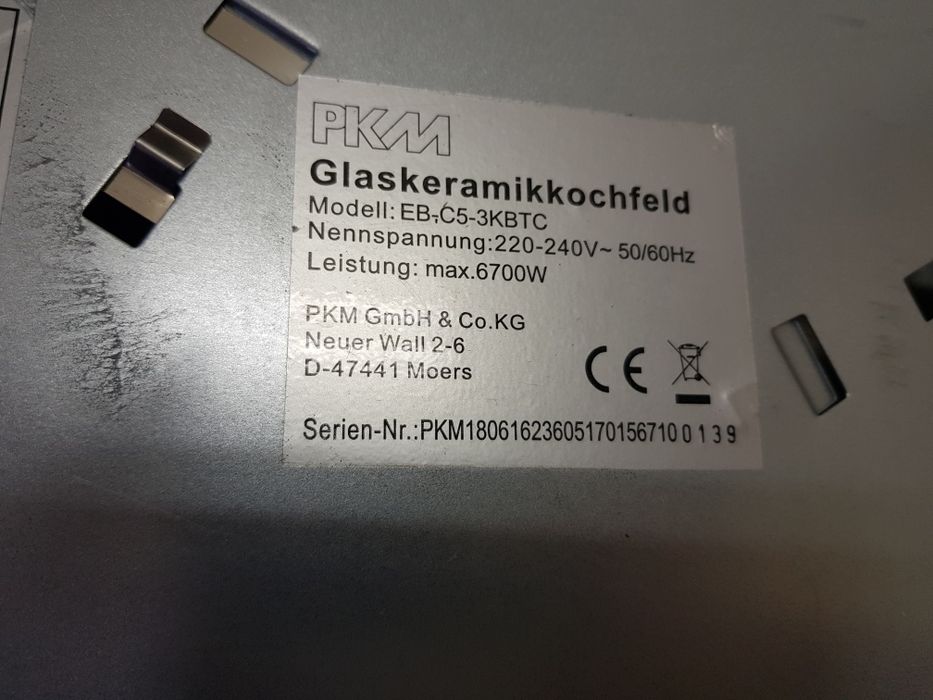 PKM
Glaskeramikkochfeld
Modell: EB-C5-3KBTC
Nennspannung:220-240V~ 50/60Hz
Leistung: max.6700W
PKM GmbH & Co.KG
Neuer Wall 2-6
D-47441 Moers
CE
Serien-Nr.:PKM18061623605170156710 0 1 3 9